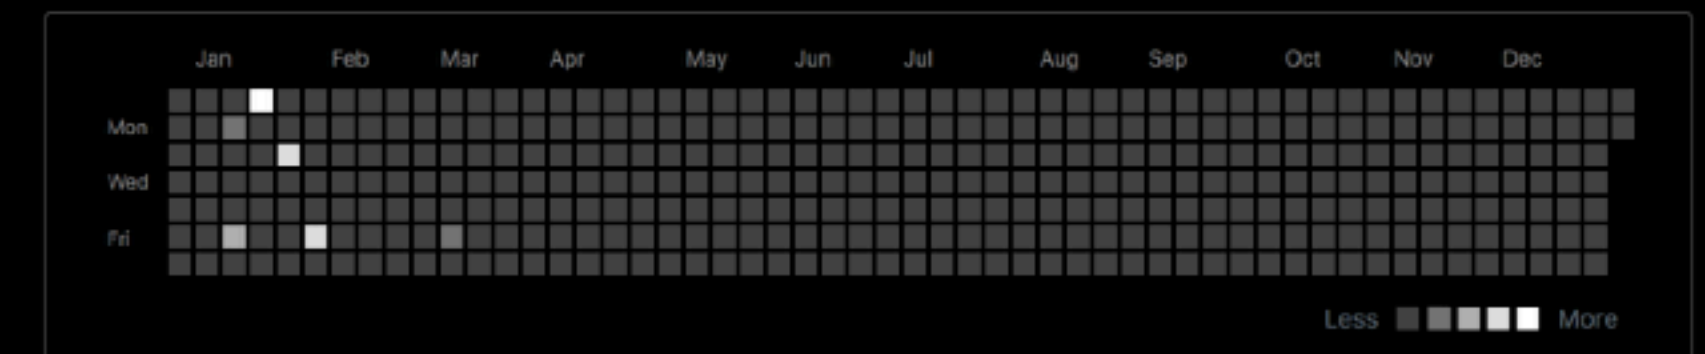 Jan Feb Mar Apr May Jun Jul Aug Sep Oct Nov Dec
Mon
Wed
Fri
Less More